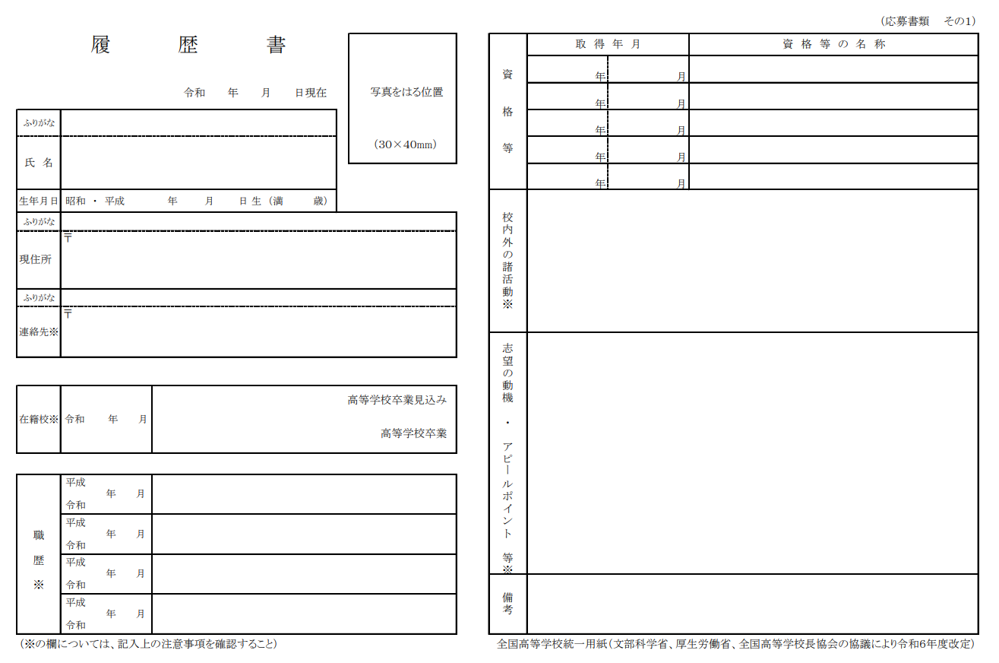 履歴書
令和　年　月　日現在
写真をはる位置
（30×40mm）
ふりがな
氏 名
生年月日 昭和 ・ 平成　年　月　日 生 （満　歳）
ふりがな
現住所 〒
ふりがな
連絡先※ 〒
在籍校※ 令和　年　月
高等学校卒業見込み
高等学校卒業
職歴※
平成
年　月
令和
平成
年　月
令和
平成
年　月
令和
平成
年　月
令和
（※の欄については、記入上の注意事項を確認すること）
（応募書類　その1）
資格等
取得年月 資格等の名称
年 月
年 月
年 月
年 月
年 月
校内外の諸活動※
志望の動機 ・ アピールポイント 等※
備考
全国高等学校統一用紙（文部科学省、厚生労働省、全国高等学校長協会の協議により令和6年度改定）